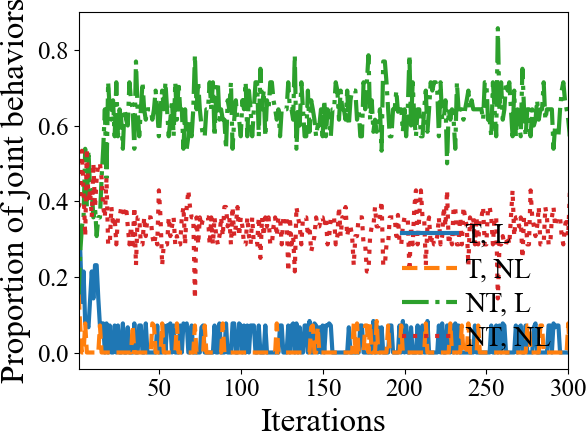 Proportion of joint behaviors
0.8
0.6
0.4
0.2
0.0
T, L
T, NL
NT, L
NT, NL
50
100
150
200
250
300
Iterations